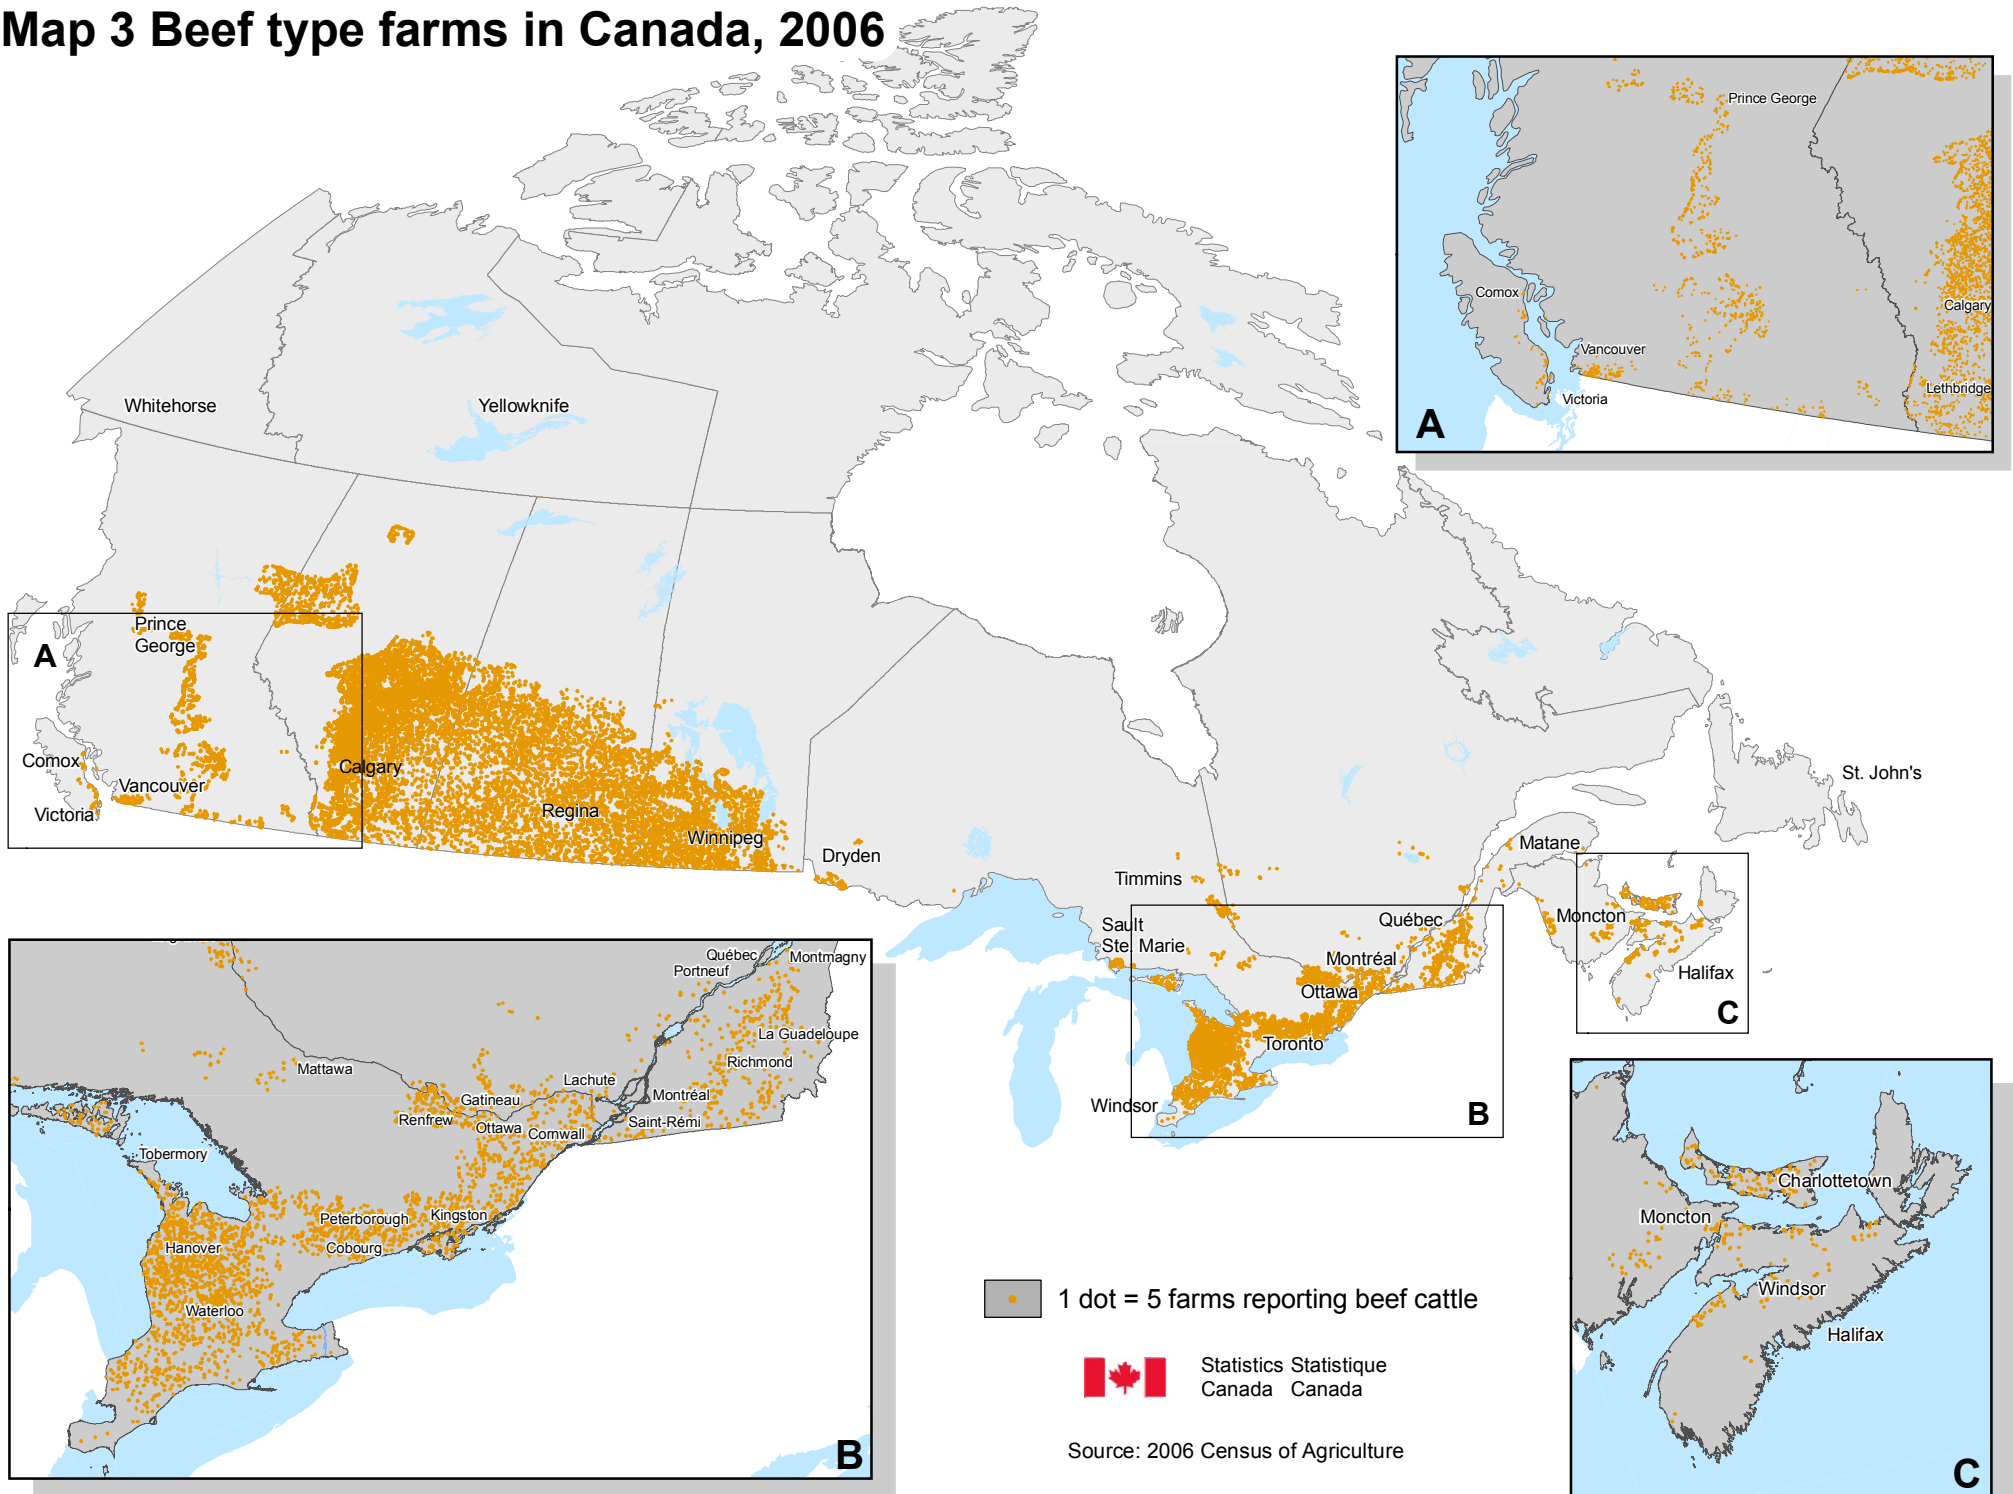 Map 3 Beef type farms in Canada, 2006
Prince George
Comox
Vancouver
Victoria
Calgary
Lethbridge
A
Whitehorse
Yellowknife
Prince
George
A
Comox
Vancouver
Victoria
Calgary
Regina
Winnipeg
Dryden
Timmins
Sault
Ste. Marie
Québec
Montréal
Ottawa
Toronto
Windsor
B
Matane
St. John's
Moncton
Halifax
C
Québec
Portneuf
Montmagny
La Guadeloupe
Richmond
Mattawa
Lachute
Gatineau
Montréal
Renfrew
Ottawa
Cornwall
Saint-Rémi
Tobermory
Peterborough
Kingston
Hanover
Cobourg
Waterloo
B
1 dot = 5 farms reporting beef cattle
Statistics Statistique
Canada Canada
Source: 2006 Census of Agriculture
Charlottetown
Moncton
Windsor
Halifax
C